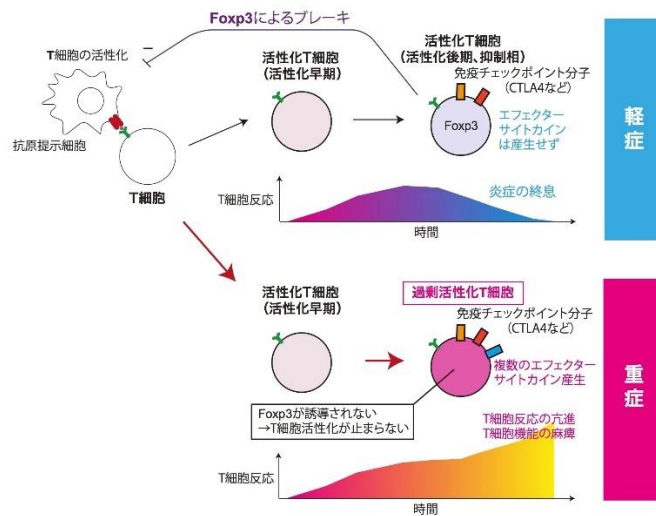 Foxp3によるブレーキ
T細胞の活性化
抗原提示細胞
T細胞
活性化T細胞
(活性化早期)
活性化T細胞
(活性化後期、抑制相)
免疫チェックポイント分子
(CTLA4など)
Foxp3
エフェクター
サイトカイン
は産生せず
T細胞反応
炎症の終息
時間
軽症
活性化T細胞
(活性化早期)
過剰活性化T細胞
免疫チェックポイント分子
(CTLA4など)
複数のエフェクター
サイトカイン産生
Foxp3が誘導されない
→T細胞活性化が止まらない
T細胞反応の亢進
T細胞機能の麻痺
T細胞反応
時間
重症